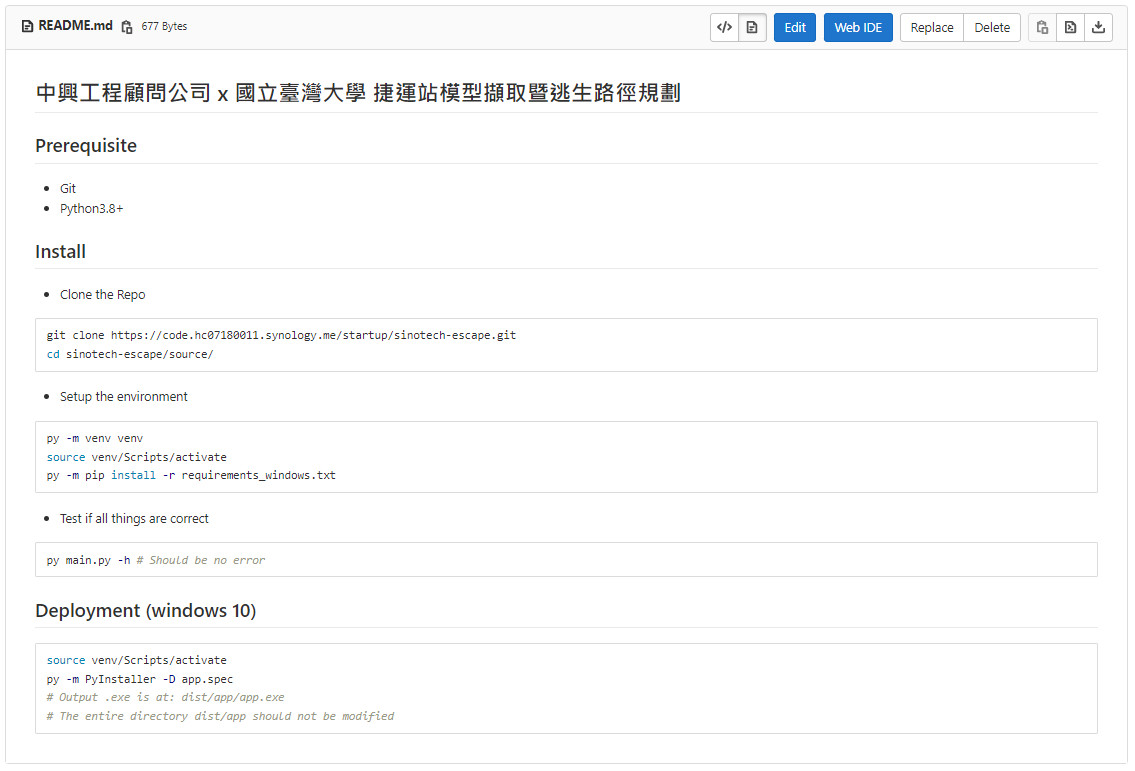 README.md 677 Bytes
Edit Web IDE Replace Delete
中興工程顧問公司 x 國立臺灣大學 捷運站模型擷取暨逃生路徑規劃
Prerequisite
Git
Python3.8+
Install
Clone the Repo
git clone https://code.hc07180011.synology.me/startup/sinotech-escape.git
cd sinotech-escape/source/
Setup the environment
py -m venv venv
source venv/Scripts/activate
py -m pip install -r requirements_windows.txt
Test if all things are correct
py main.py -h # Should be no error
Deployment (windows 10)
source venv/Scripts/activate
py -m PyInstaller -D app.spec
# Output .exe is at: dist/app/app.exe
# The entire directory dist/app should not be modified